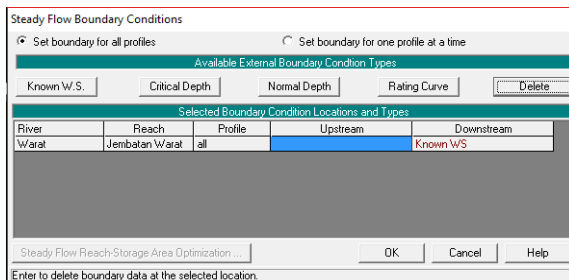 Steady Flow Boundary Conditions
Set boundary for all profiles Set boundary for one profile at a time
Available External Boundary Condtion Types
Known W.S. Critical Depth Normal Depth Rating Curve Delete
Selected Boundary Condition Locations and Types
River Reach Profile Upstream Downstream
Warat Jembatan Warat all Known WS
Steady Flow Reach-Storage Area Optimization ... OK Cancel Help
Enter to delete boundary data at the selected location.